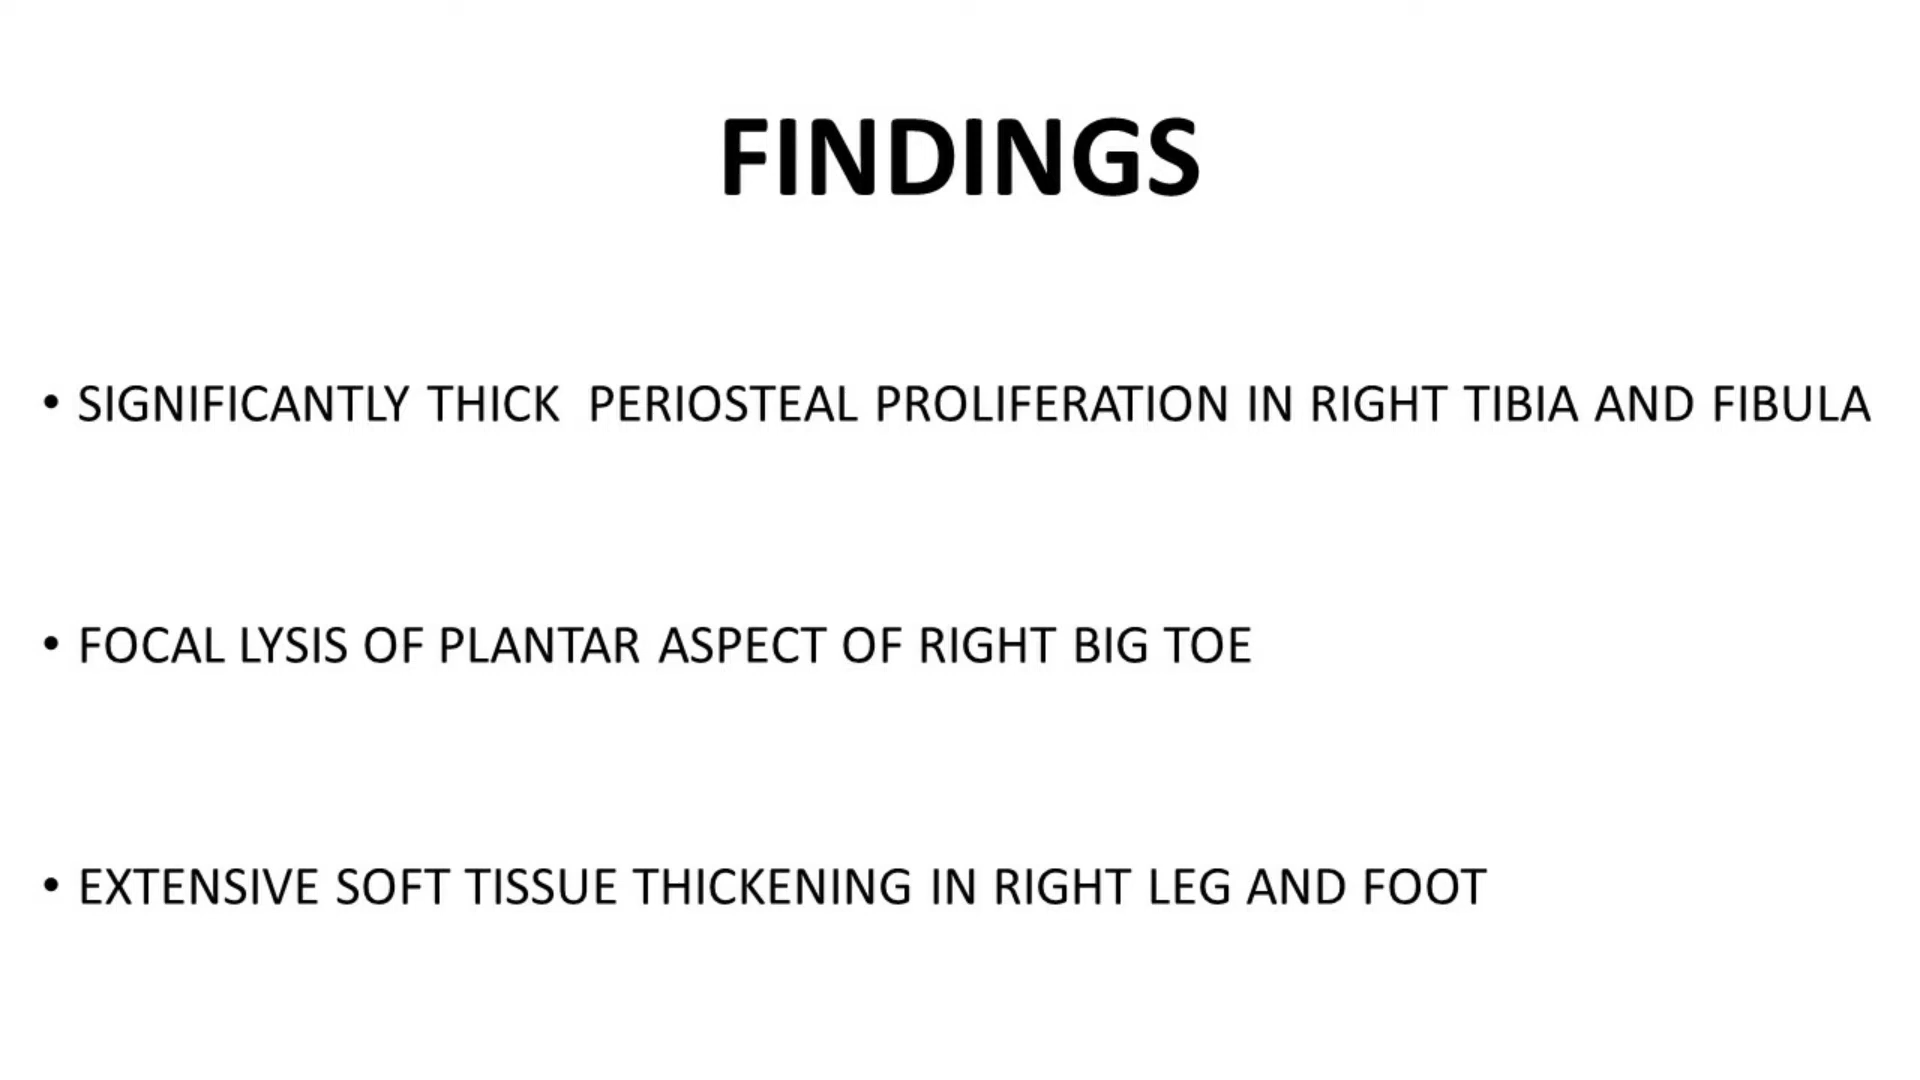 FINDINGS
• SIGNIFICANTLY THICK  PERIOSTEAL PROLIFERATION IN RIGHT TIBIA AND FIBULA
• FOCAL LYSIS OF PLANTAR ASPECT OF RIGHT BIG TOE
• EXTENSIVE SOFT TISSUE THICKENING IN RIGHT LEG AND FOOT